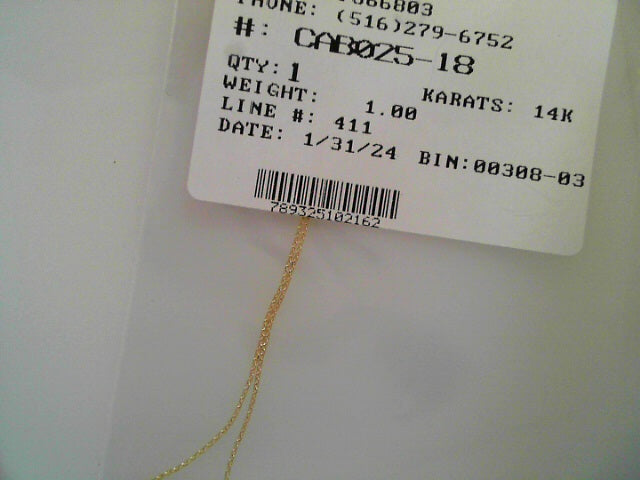 PHONE: (516)279-6752
#: CAB025-18
QTY: 1
WEIGHT: 1.00 KARATS: 14K
LINE #: 411
DATE: 1/31/24 BIN:00308-03
789325102162